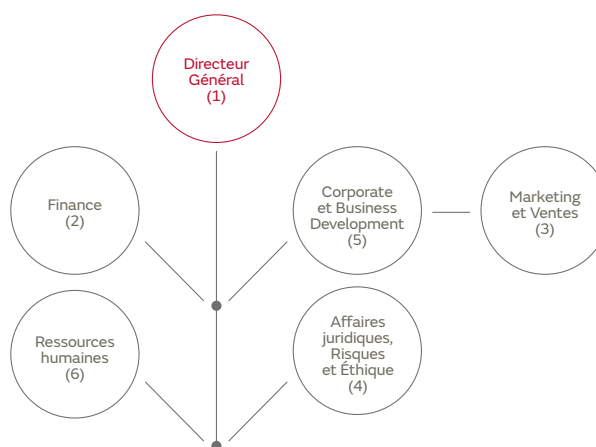 Directeur
Général
(1)
Finance
(2)
Corporate
et Business
Development
(5)
Marketing
et Ventes
(3)
Ressources
humaines
(6)
Affaires
juridiques,
Risques
et Éthique
(4)